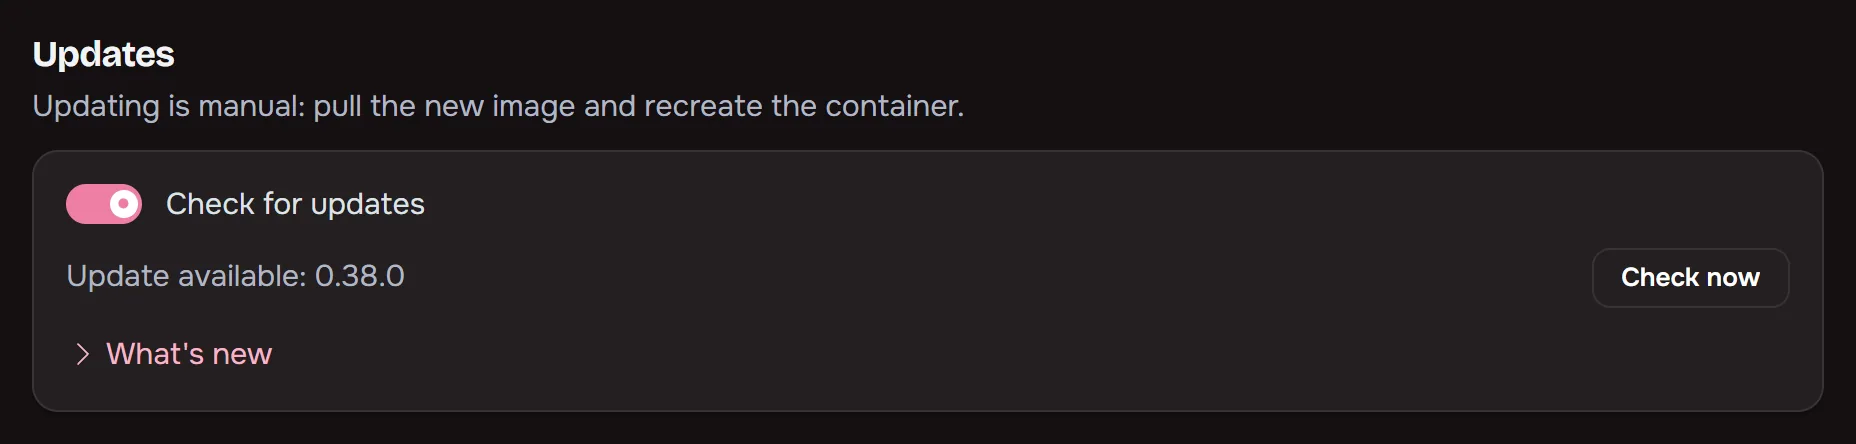 Updates
Updating is manual: pull the new image and recreate the container.
Check for updates
Update available: 0.38.0
Check now
What's new